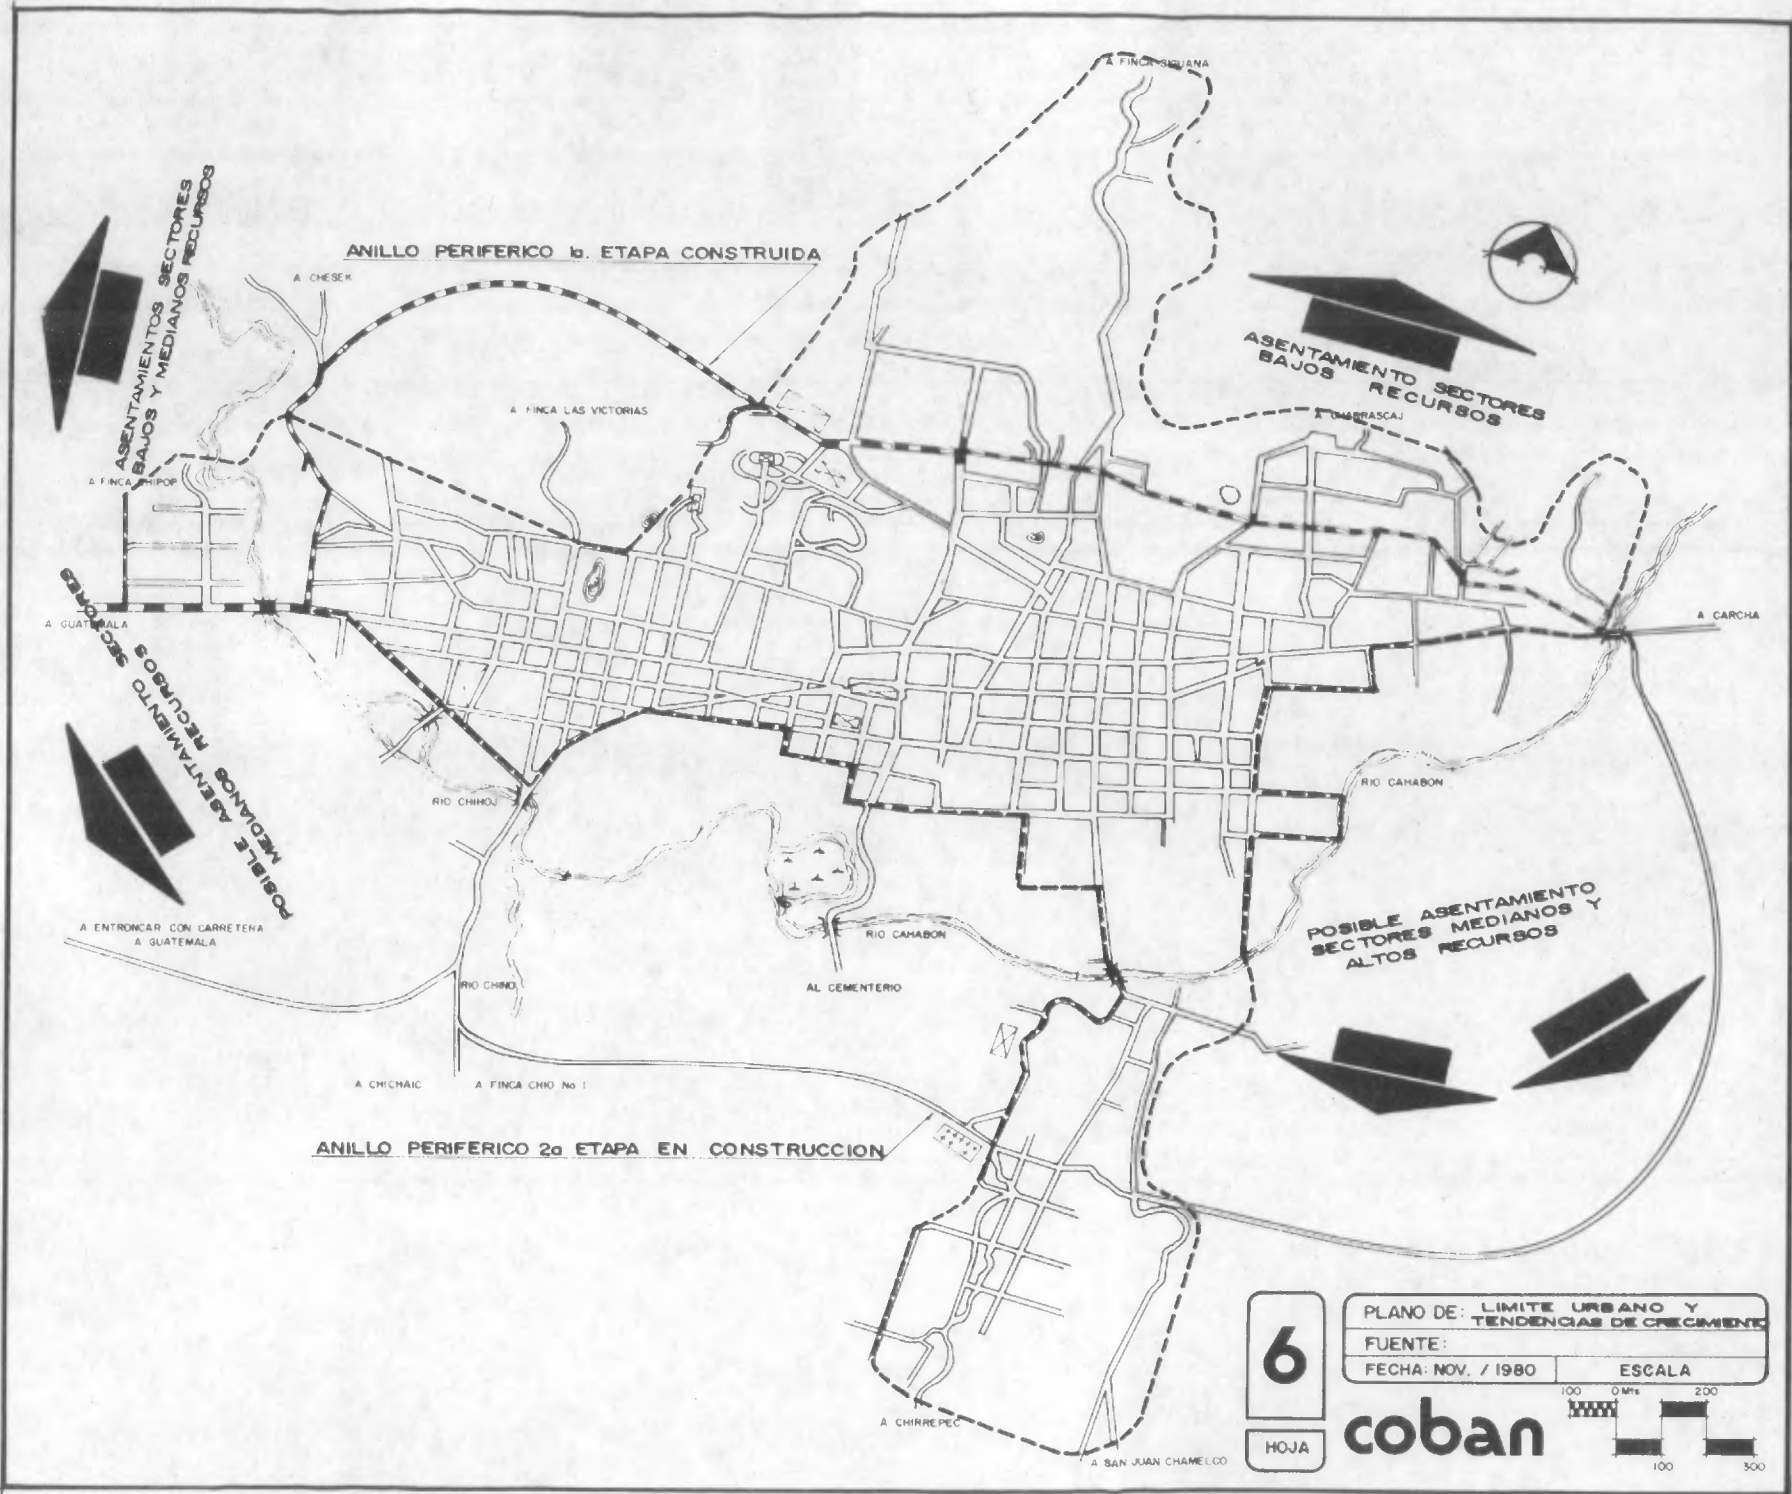 A FINCA SIGUANA
ASENTAMIENTOS SECTORES
BAJOS Y MEDIANOS RECURSOS
ANILLO PERIFERICO 1a. ETAPA CONSTRUIDA
A CHESEK
ASENTAMIENTO SECTORES
BAJOS RECURSOS
A CHARRASCAJ
A FINCA LAS VICTORIAS
A FINCA CHIPOP
A GUATEMALA
A CARCHA
POSIBLE ASENTAMIENTO SECTORES
MEDIANOS RECURSOS
RIO CHIHOJ
RIO CAHABON
A ENTRONCAR CON CARRETERA
A GUATEMALA
RIO CAHABON
POSIBLE ASENTAMIENTO
SECTORES MEDIANOS Y
ALTOS RECURSOS
RIO CHINO
AL CEMENTERIO
A CHICHAIC
A FINCA CHIO No 1
ANILLO PERIFERICO 2a ETAPA EN CONSTRUCCION
A CHIRREPEC
A SAN JUAN CHAMELCO
6
HOJA
PLANO DE: LIMITE URBANO Y
TENDENCIAS DE CRECIMIENTO
FUENTE:
FECHA: NOV. / 1980 ESCALA
coban
100 0 Mts 200
100 300